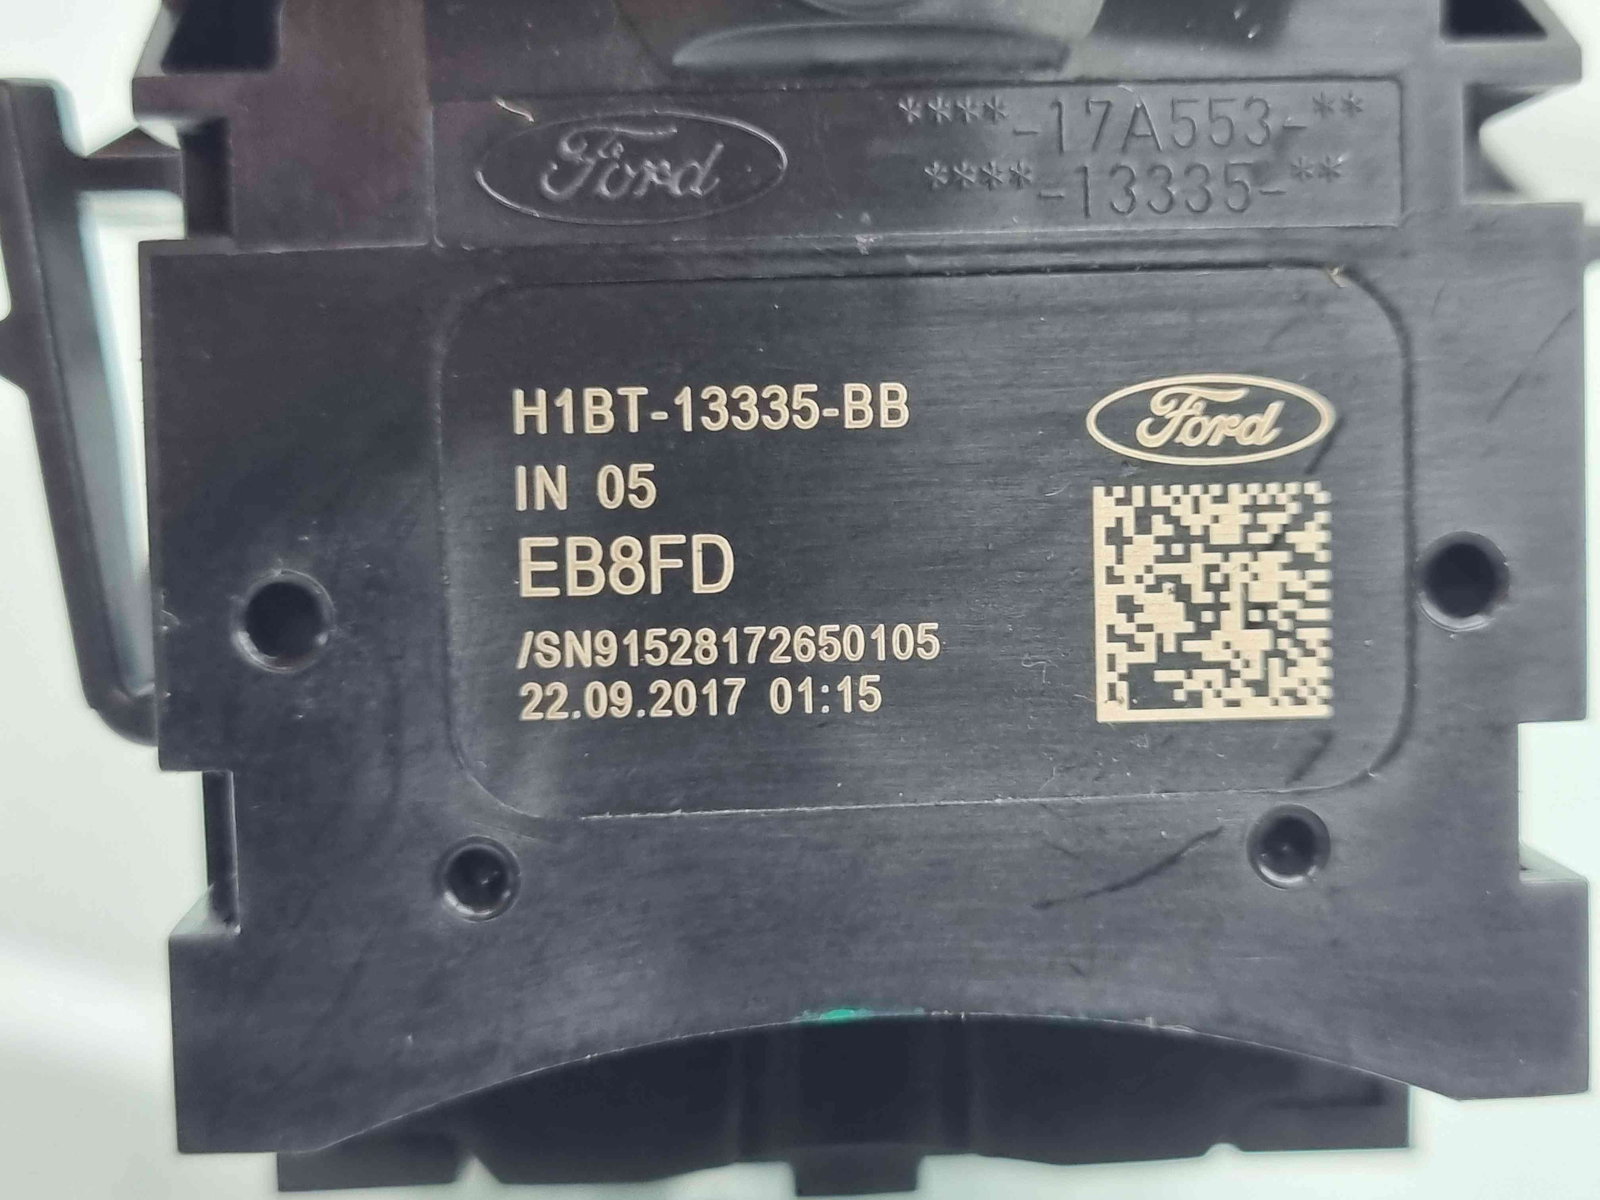 Ford
****-17A553-**
****-13335-**
H1BT-13335-BB
Ford
IN 05
EB8FD
/SN91528172650105
22.09.2017 01:15